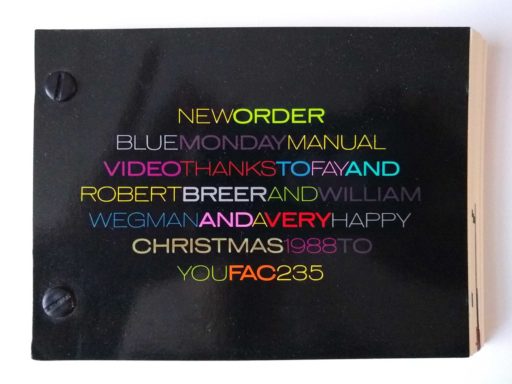 NEWORDER
BLUEMONDAYMANUAL
VIDEOTHANKSTOFAYAND
ROBERTBREERANDWILLIAM
WEGMANANDAVERYHAPPY
CHRISTMAS1988TO
YOUFAC235